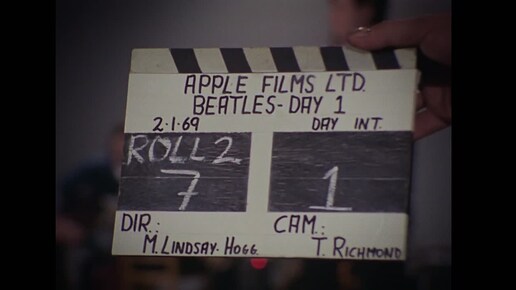 APPLE FILMS LTD.
BEATLES-DAY 1
2.1.69 DAY INT.
ROLL 2
7 1
DIR.: CAM.:
M. LINDSAY-HOGG. T. RICHMOND